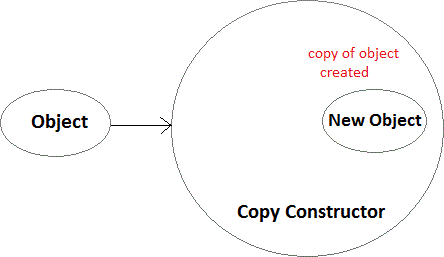 copy of object
created
Object
New Object
Copy Constructor